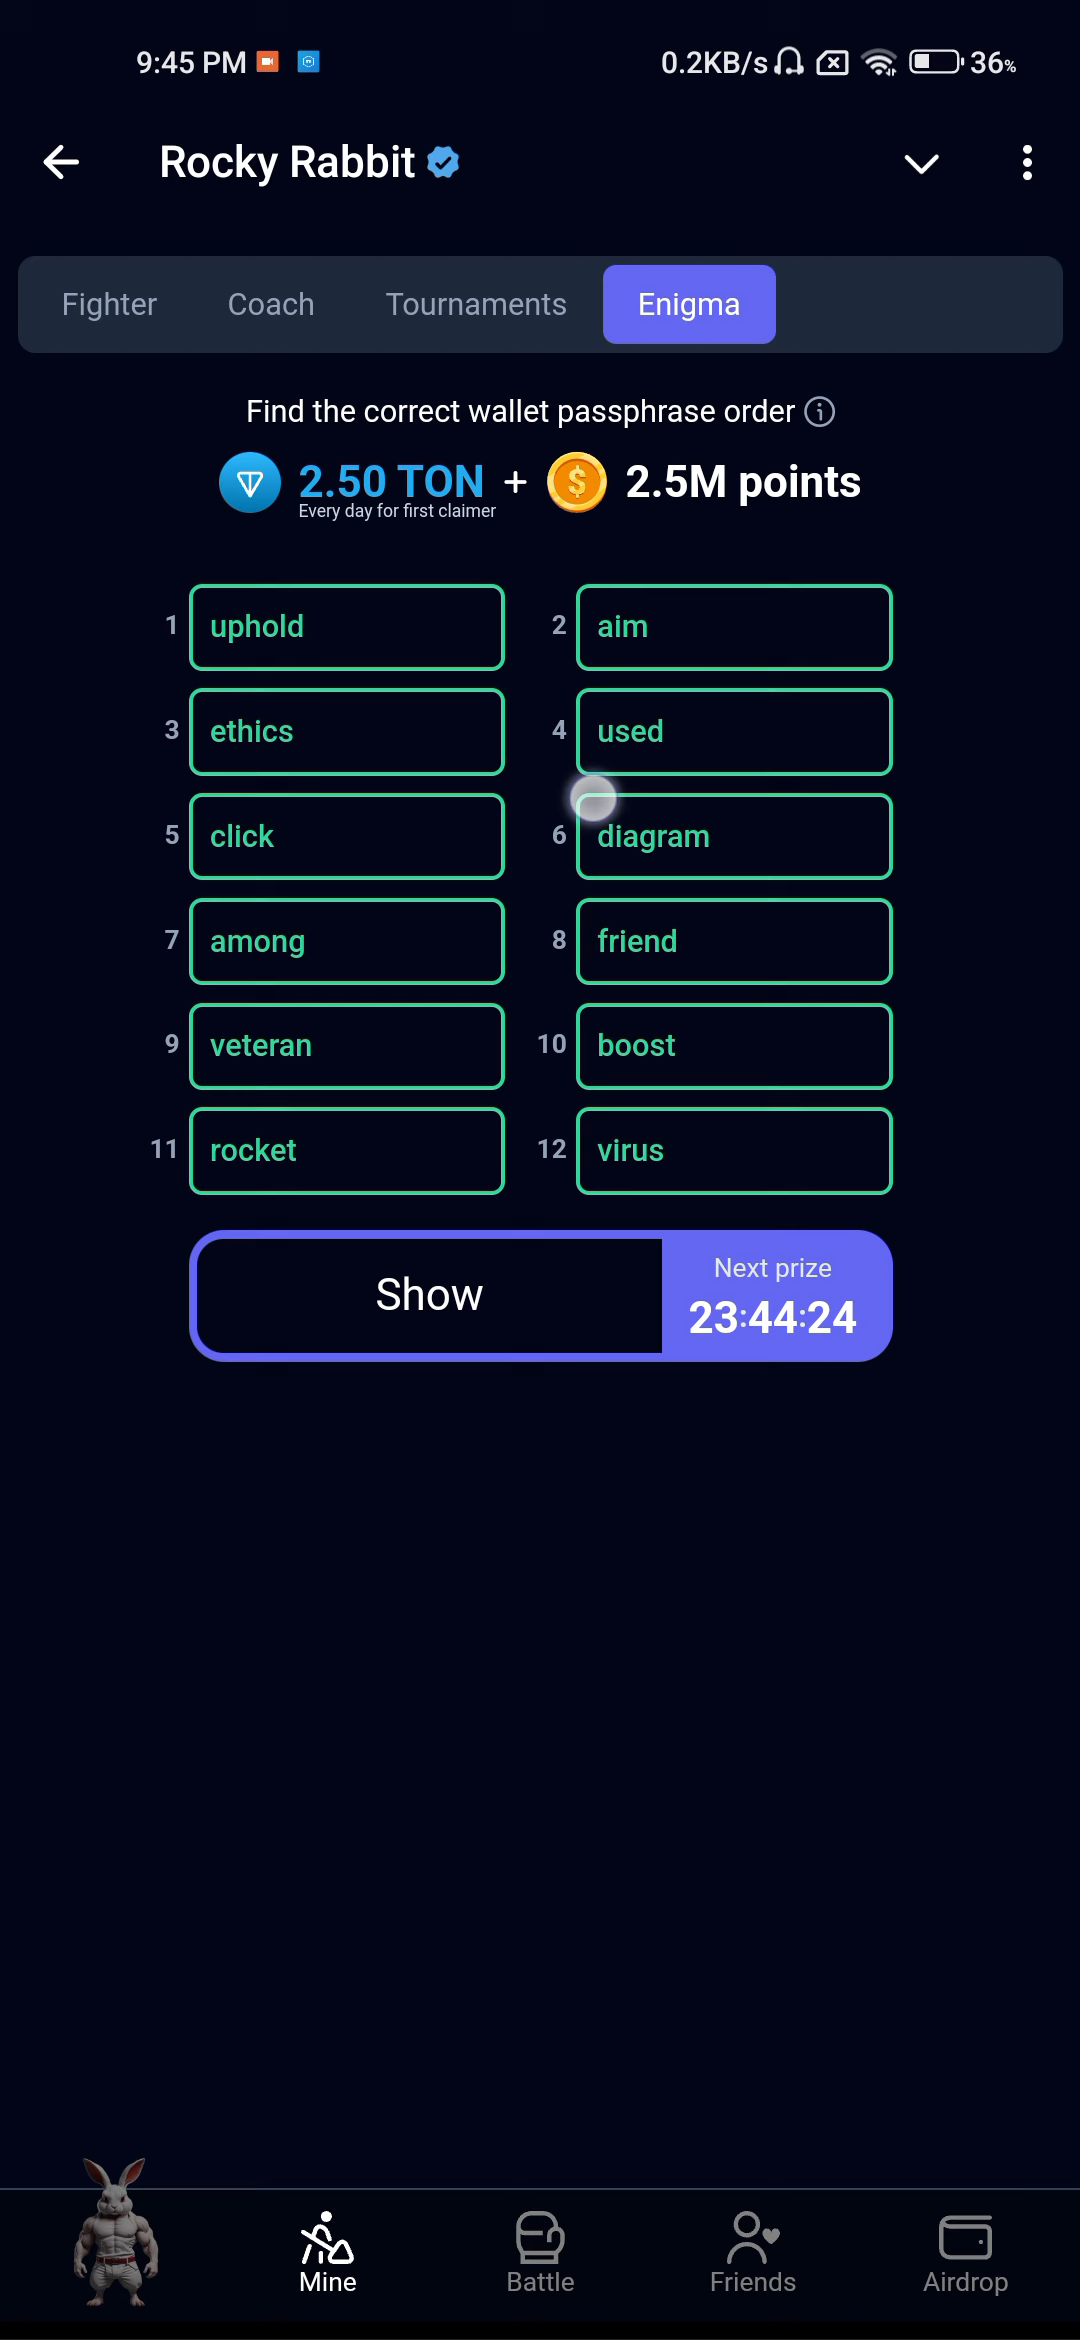 9:45 PM 0.2KB/s 36%
Rocky Rabbit
Fighter Coach Tournaments Enigma
Find the correct wallet passphrase order
2.50 TON + 2.5M points
Every day for first claimer
1 uphold 2 aim
3 ethics 4 used
5 click 6 diagram
7 among 8 friend
9 veteran 10 boost
11 rocket 12 virus
Show
Next prize
23:44:24
Mine Battle Friends Airdrop